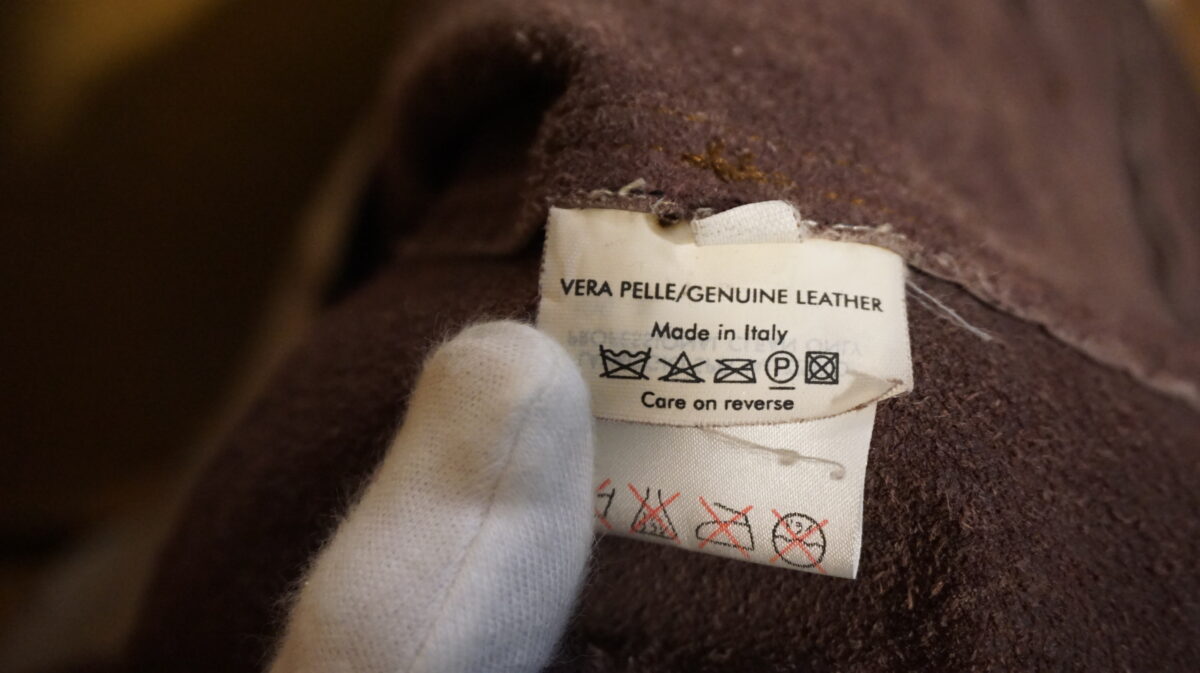 VERA PELLE/GENUINE LEATHER
Made in Italy
P
Care on reverse